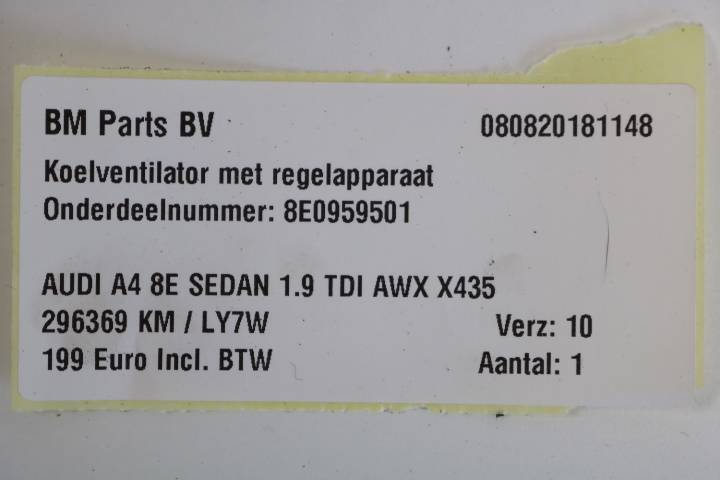 BM Parts BV 080820181148
Koelventilator met regelapparaat
Onderdeelnummer: 8E0959501
AUDI A4 8E SEDAN 1.9 TDI AWX X435
296369 KM / LY7W Verz: 10
199 Euro Incl. BTW Aantal: 1